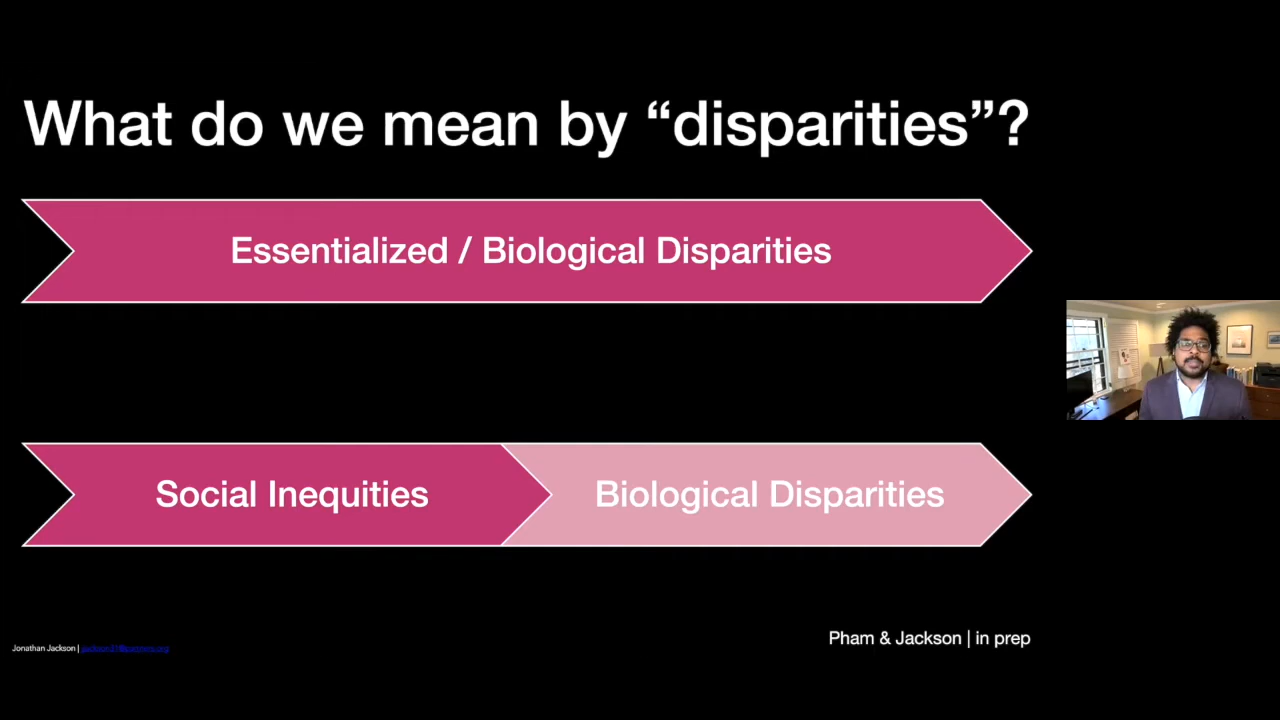 What do we mean by “disparities”?
Essentialized / Biological Disparities
Social Inequities
Biological Disparities
Pham & Jackson | in prep
Jonathan Jackson |